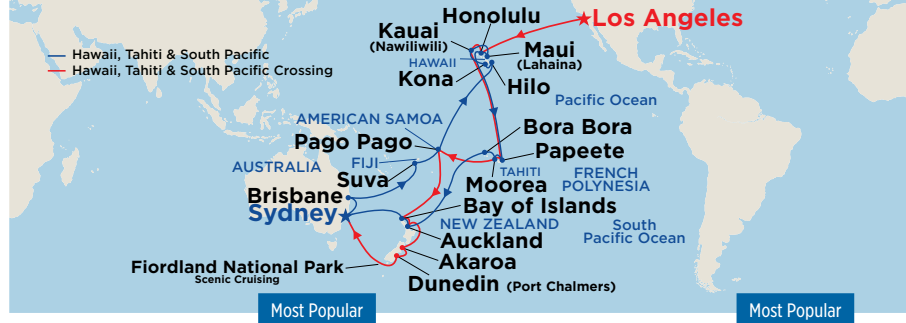 Honolulu
Los Angeles
Kauai
(Nawiliwili)
Maui
(Lahaina)
Hawaii, Tahiti & South Pacific
Hawaii, Tahiti & South Pacific Crossing
HAWAII
Kona
Hilo
Pacific Ocean
AMERICAN SAMOA
Bora Bora
Pago Pago
Papeete
FIJI
AUSTRALIA
TAHITI
FRENCH
POLYNESIA
Suva
Moorea
Brisbane
Bay of Islands
Sydney
NEW ZEALAND
South
Pacific Ocean
Auckland
Akaroa
Fiordland National Park
Scenic Cruising
Dunedin (Port Chalmers)
Most Popular
Most Popular